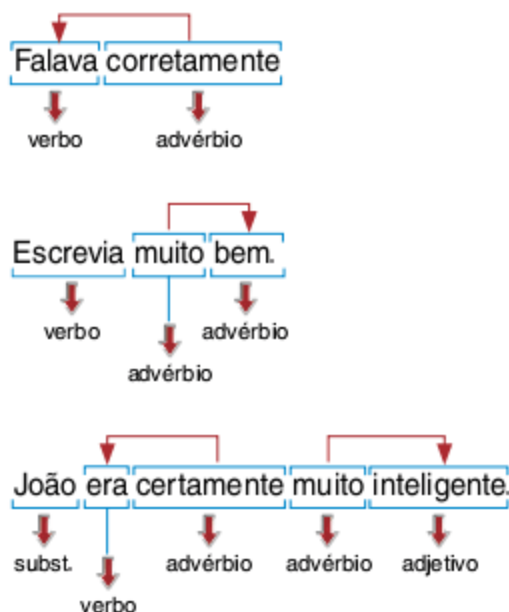 Falava corretamente
verbo advérbio
Escrevia muito bem.
verbo advérbio
advérbio
João era certamente muito inteligente.
subst. advérbio advérbio adjetivo
verbo